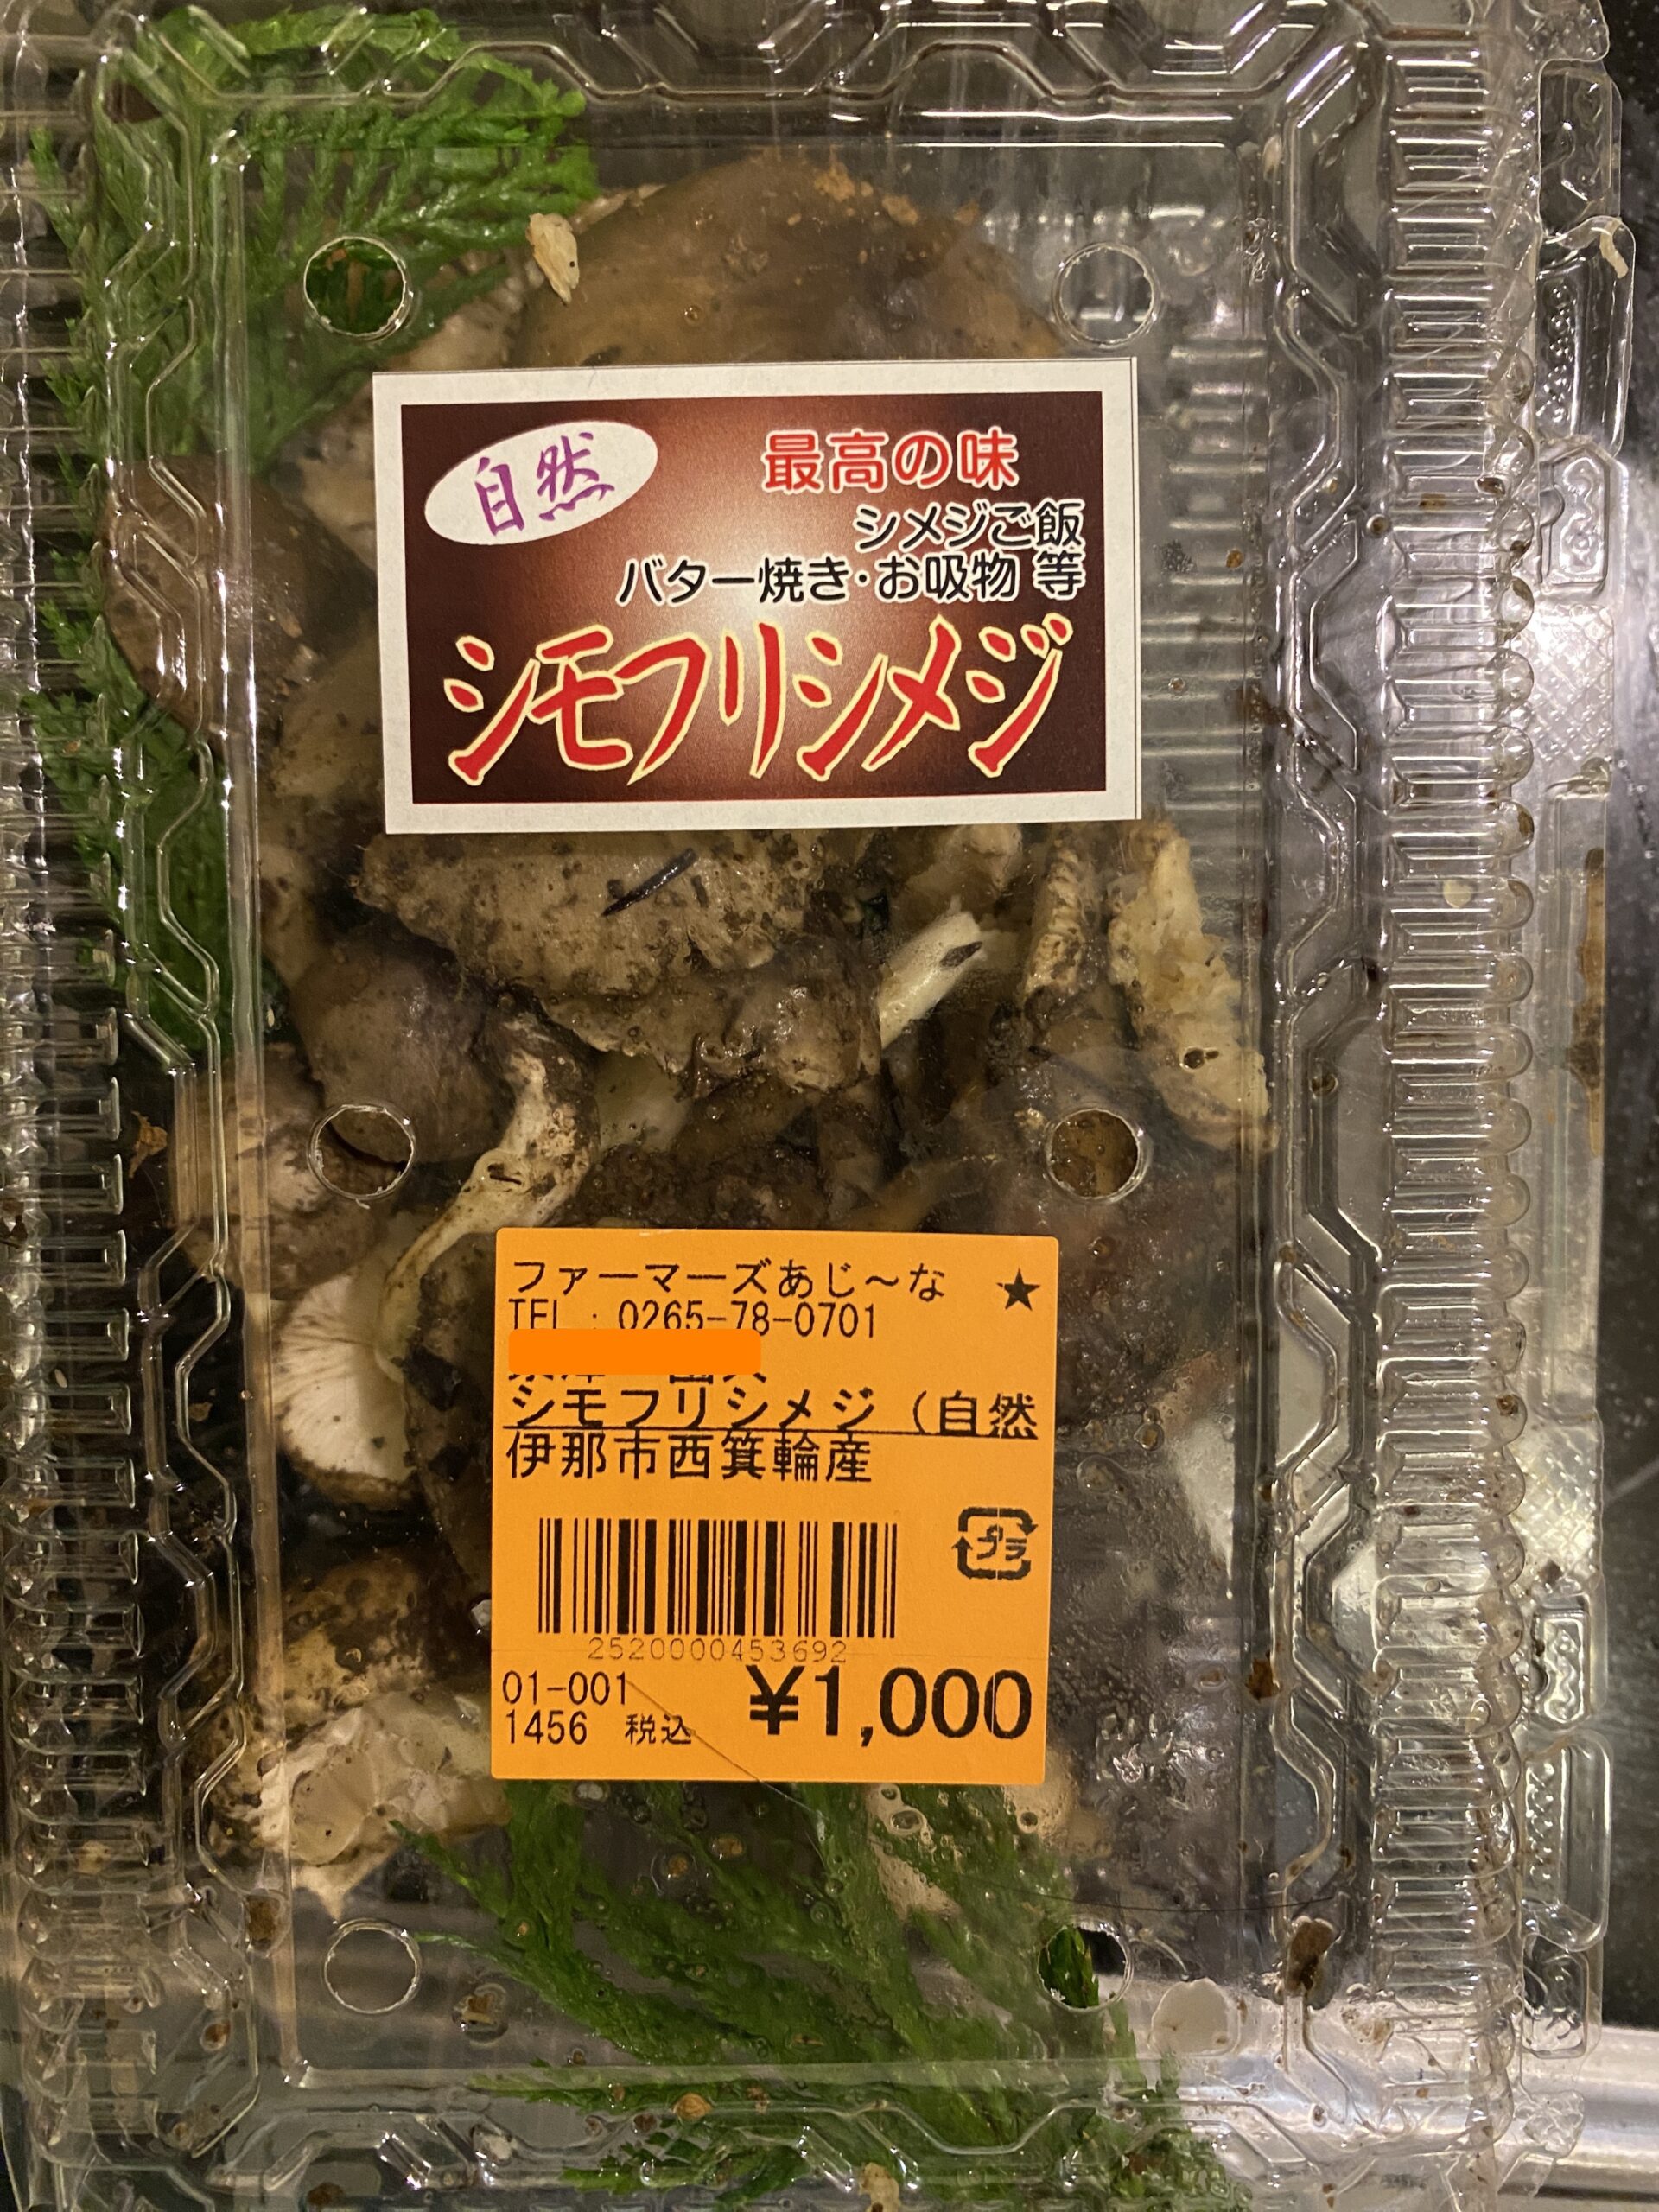 自然
最高の味
シメジご飯
バター焼き・お吸物 等
シモフリシメジ
ファーマーズあじ〜な ★
TEL : 0265-78-0701
シモフリシメジ（自然
伊那市西箕輪産
プラ
2520000453692
01-001
1456 税込 ¥1,000